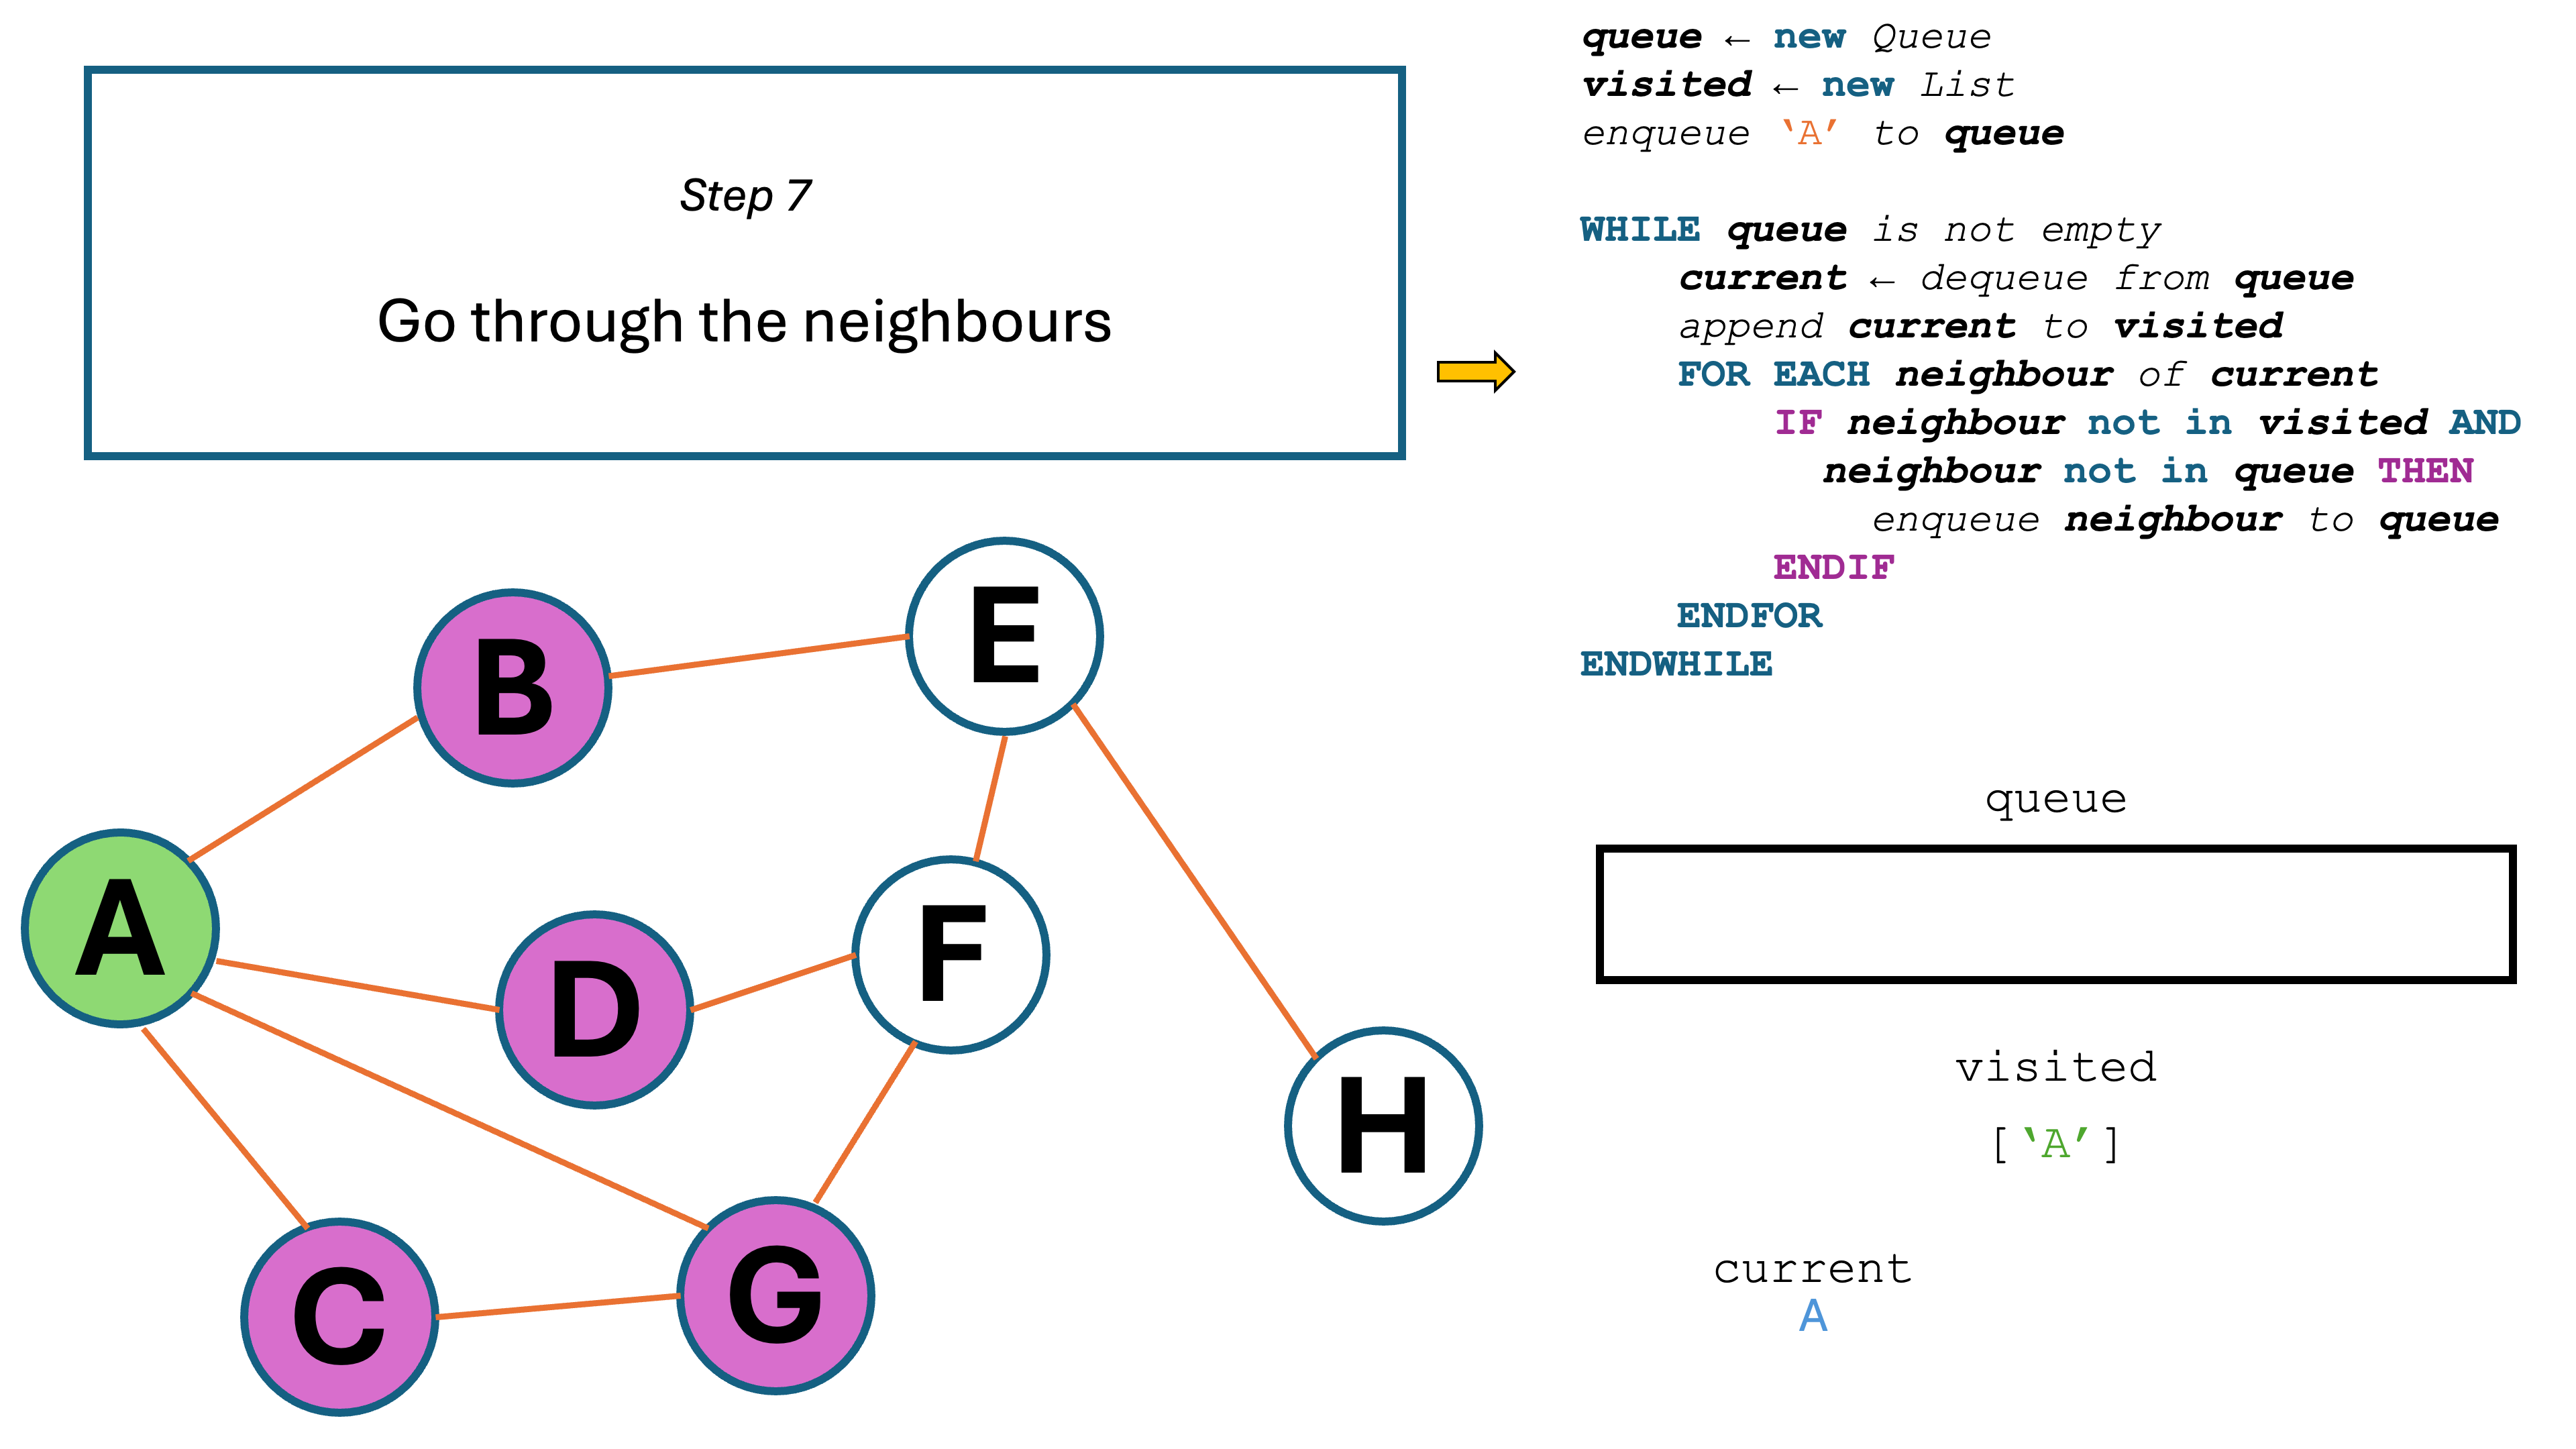 Step 7
Go through the neighbours
queue ← new Queue
visited ← new List
enqueue ‘A’ to queue
WHILE queue is not empty
current ← dequeue from queue
append current to visited
FOR EACH neighbour of current
IF neighbour not in visited AND
neighbour not in queue THEN
enqueue neighbour to queue
ENDIF
ENDFOR
ENDWHILE
E
B
A
F
D
H
C
G
queue
visited
[‘A’]
current
A